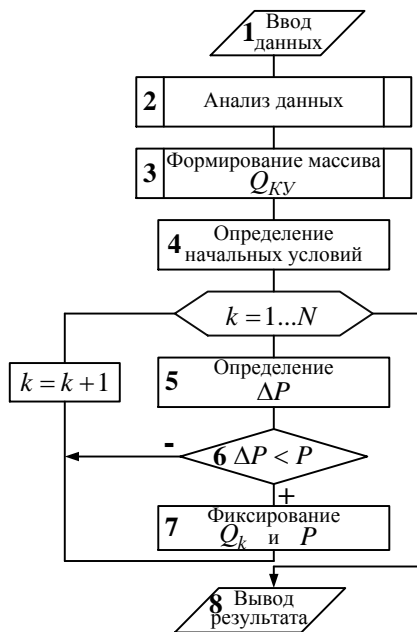 1 Ввод
данных
2 Анализ данных
3 Формирование массива
Q_КУ
4 Определение
начальных условий
k = 1...N
k = k + 1
5 Определение
ΔP
-
6 ΔP < P
+
7 Фиксирование
Q_k и P
8 Вывод
результата